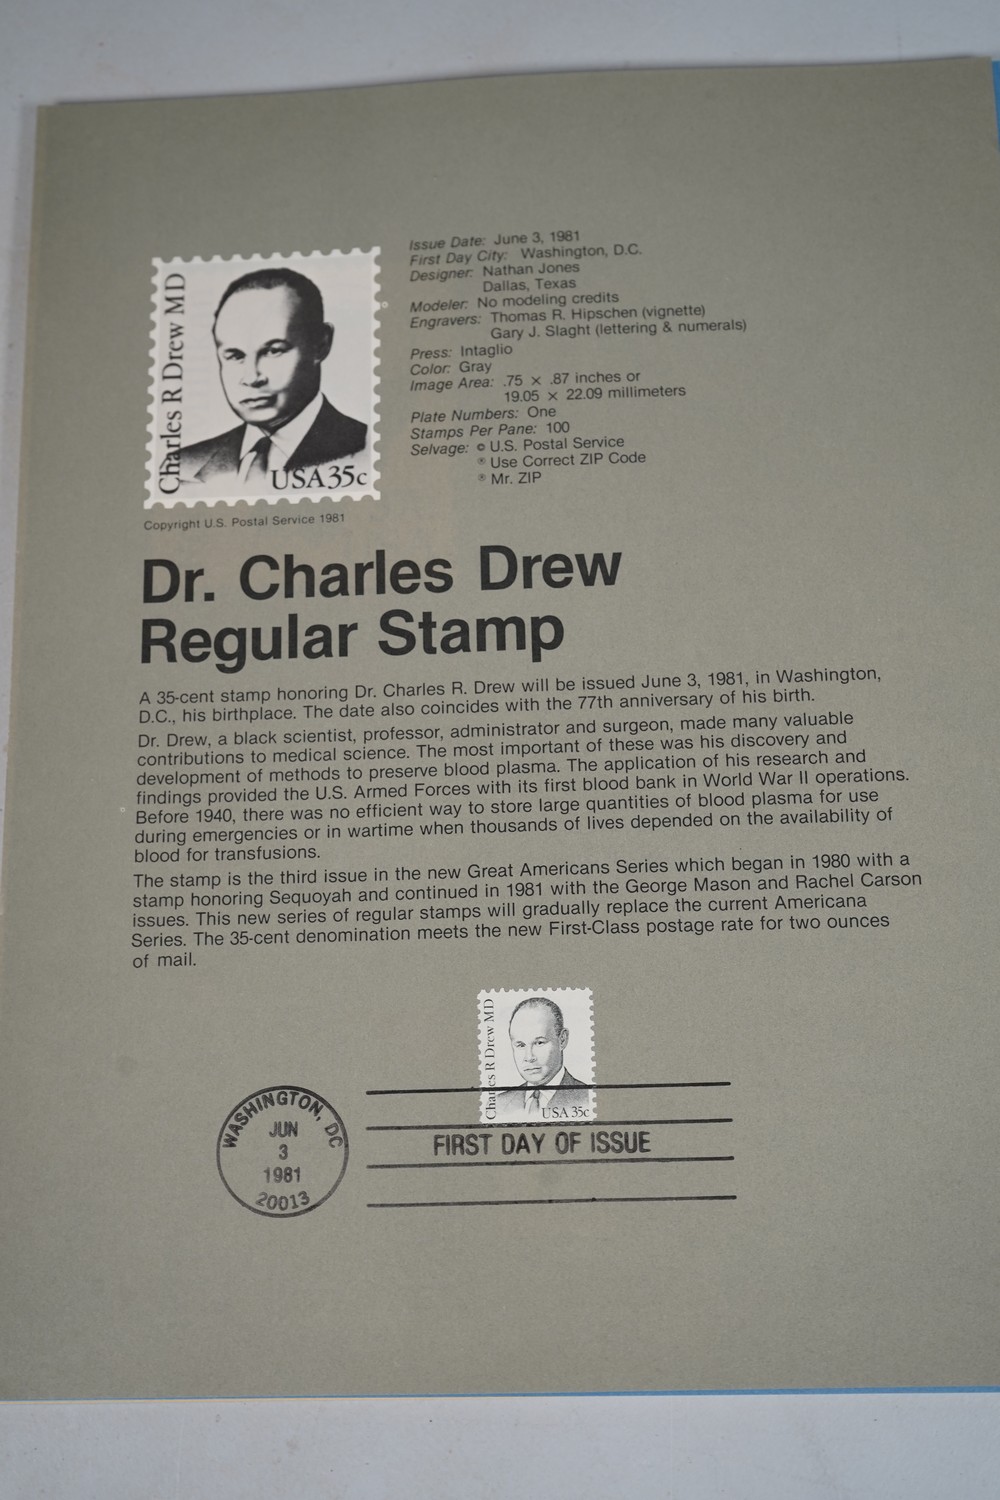 Charles R Drew MD
USA 35c
Copyright U.S. Postal Service 1981
Issue Date: June 3, 1981
First Day City: Washington, D.C.
Designer: Nathan Jones
Dallas, Texas
Modeler: No modeling credits
Engravers: Thomas R. Hipschen (vignette)
Gary J. Slaght (lettering & numerals)
Press: Intaglio
Color: Gray
Image Area: .75 × .87 inches or
19.05 × 22.09 millimeters
Plate Numbers: One
Stamps Per Pane: 100
Selvage: © U.S. Postal Service
® Use Correct ZIP Code
® Mr. ZIP
Dr. Charles Drew
Regular Stamp
A 35-cent stamp honoring Dr. Charles R. Drew will be issued June 3, 1981, in Washington,
D.C., his birthplace. The date also coincides with the 77th anniversary of his birth.
Dr. Drew, a black scientist, professor, administrator and surgeon, made many valuable
contributions to medical science. The most important of these was his discovery and
development of methods to preserve blood plasma. The application of his research and
findings provided the U.S. Armed Forces with its first blood bank in World War II operations.
Before 1940, there was no efficient way to store large quantities of blood plasma for use
during emergencies or in wartime when thousands of lives depended on the availability of
blood for transfusions.
The stamp is the third issue in the new Great Americans Series which began in 1980 with a
stamp honoring Sequoyah and continued in 1981 with the George Mason and Rachel Carson
issues. This new series of regular stamps will gradually replace the current Americana
Series. The 35-cent denomination meets the new First-Class postage rate for two ounces
of mail.
Charles R Drew MD
USA 35c
WASHINGTON, DC
JUN
3
1981
20013
FIRST DAY OF ISSUE